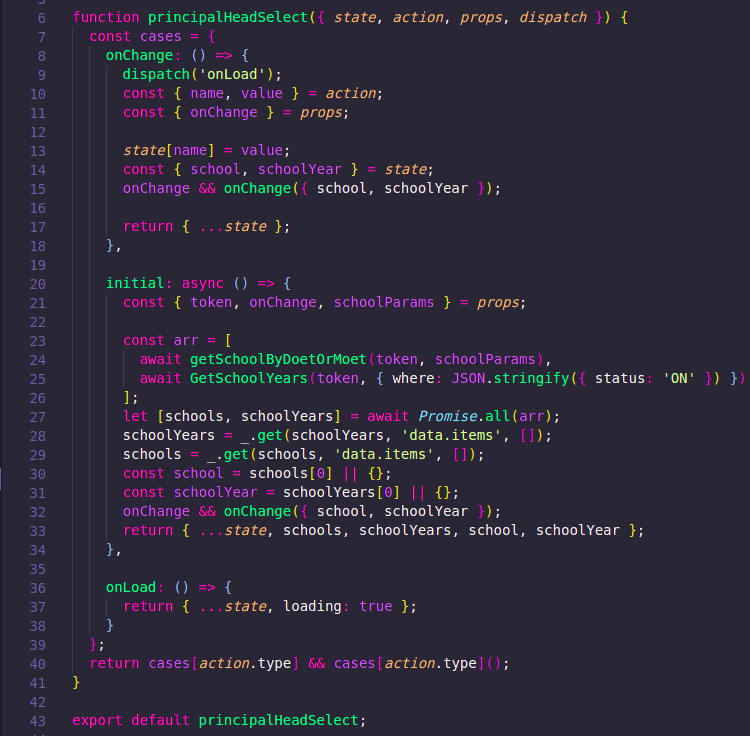 6 function principalHeadSelect({ state, action, props, dispatch }) {
7 const cases = {
8 onChange: () => {
9 dispatch('onLoad');
10 const { name, value } = action;
11 const { onChange } = props;
12
13 state[name] = value;
14 const { school, schoolYear } = state;
15 onChange && onChange({ school, schoolYear });
16
17 return { ...state };
18 },
19
20 initial: async () => {
21 const { token, onChange, schoolParams } = props;
22
23 const arr = [
24 await getSchoolByDoetOrMoet(token, schoolParams),
25 await GetSchoolYears(token, { where: JSON.stringify({ status: 'ON' }) })
26 ];
27 let [schools, schoolYears] = await Promise.all(arr);
28 schoolYears = _.get(schoolYears, 'data.items', []);
29 schools = _.get(schools, 'data.items', []);
30 const school = schools[0] || {};
31 const schoolYear = schoolYears[0] || {};
32 onChange && onChange({ school, schoolYear });
33 return { ...state, schools, schoolYears, school, schoolYear };
34 },
35
36 onLoad: () => {
37 return { ...state, loading: true };
38 }
39 };
40 return cases[action.type] && cases[action.type]();
41 }
42
43 export default principalHeadSelect;